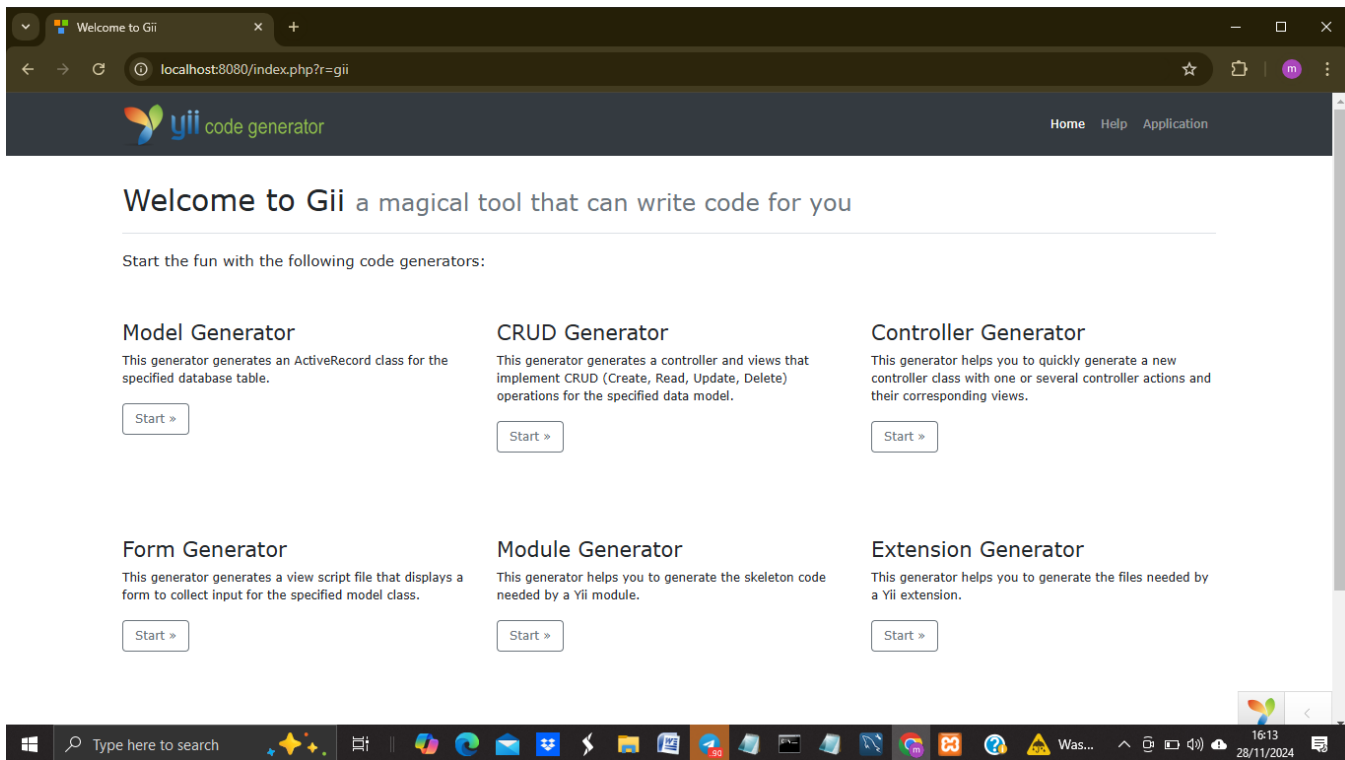 Welcome to Gii
localhost:8080/index.php?r=gii
m
yii code generator
Home Help Application
Welcome to Gii a magical tool that can write code for you
Start the fun with the following code generators:
Model Generator
This generator generates an ActiveRecord class for the
specified database table.
Start »
CRUD Generator
This generator generates a controller and views that
implement CRUD (Create, Read, Update, Delete)
operations for the specified data model.
Start »
Controller Generator
This generator helps you to quickly generate a new
controller class with one or several controller actions and
their corresponding views.
Start »
Form Generator
This generator generates a view script file that displays a
form to collect input for the specified model class.
Start »
Module Generator
This generator helps you to generate the skeleton code
needed by a Yii module.
Start »
Extension Generator
This generator helps you to generate the files needed by
a Yii extension.
Start »
Type here to search
Was...
16:13
28/11/2024